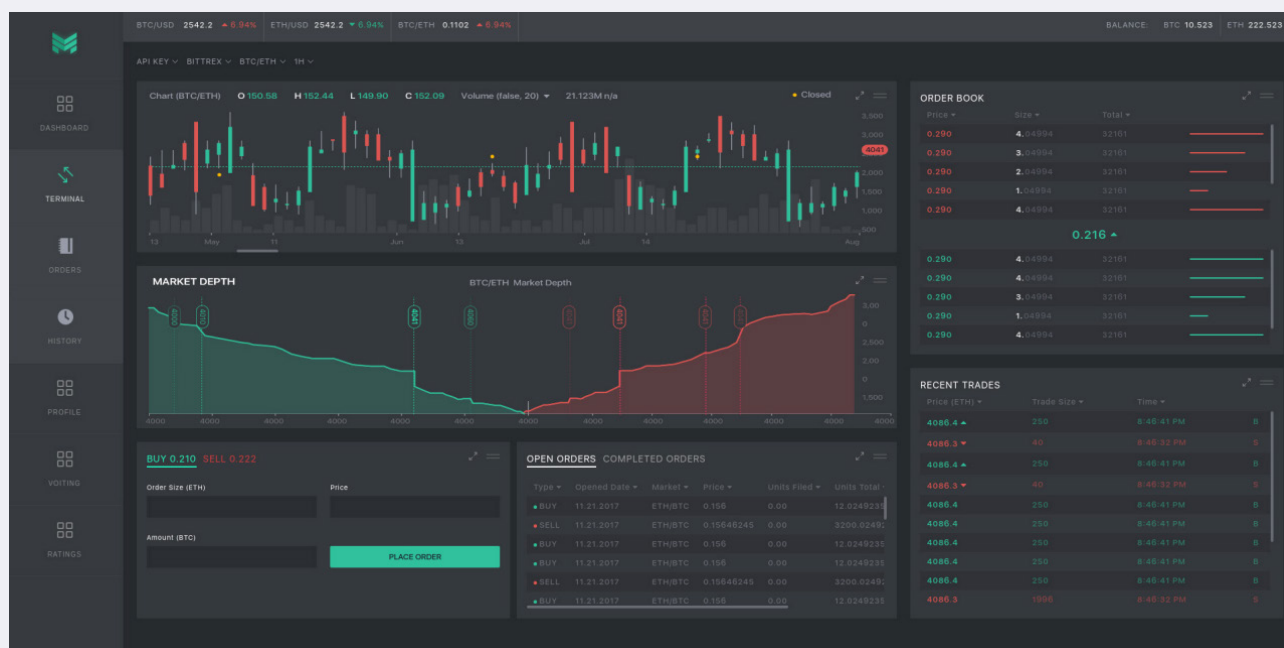 BTC/USD 2542.2 6.94% ETH/USD 2542.2 6.94% BTC/ETH 0.1102 6.94% BALANCE: BTC 10.523 ETH 222.523
API KEY BITTREX BTC/ETH 1H
DASHBOARD
TERMINAL
ORDERS
HISTORY
PROFILE
VOITING
RATINGS
Chart (BTC/ETH) O 150.58 H 152.44 L 149.90 C 152.09 Volume (false, 20) 21.123M n/a Closed
3,500
3,000
4041
2,000
1,500
1,000
500
13 May 11 Jun 13 Jul 14 Aug
MARKET DEPTH BTC/ETH Market Depth
4000 4010 4041 4060 4041 4041 4041
3,00
0
2,500
2,00
0
1,500
4000 4000 4000 4000 4000 4000 4000 4000 4000 4000 4000 4000 4000 4000
BUY 0.210 SELL 0.222
Order Size (ETH) Price
Amount (BTC)
PLACE ORDER
OPEN ORDERS COMPLETED ORDERS
Type Opened Date Market Price Units Filed Units Total
BUY 11.21.2017 ETH/BTC 0.156 0.00 12.0249235
SELL 11.21.2017 ETH/BTC 0.15646245 0.00 3200.0249
BUY 11.21.2017 ETH/BTC 0.156 0.00 12.0249235
BUY 11.21.2017 ETH/BTC 0.156 0.00 12.0249235
SELL 11.21.2017 ETH/BTC 0.15646245 0.00 3200.0249
BUY 11.21.2017 ETH/BTC 0.156 0.00 12.0249235
ORDER BOOK
Price Size Total
0.290 4.04994 32161
0.290 3.04994 32161
0.290 2.04994 32161
0.290 1.04994 32161
0.290 4.04994 32161
0.216
0.290 4.04994 32161
0.290 4.04994 32161
0.290 3.04994 32161
0.290 1.04994 32161
0.290 4.04994 32161
RECENT TRADES
Price (ETH) Trade Size Time
4086.4 250 8:46:41 PM B
4086.3 40 8:46:32 PM S
4086.4 250 8:46:41 PM B
4086.3 40 8:46:32 PM S
4086.4 250 8:46:41 PM B
4086.4 250 8:46:41 PM B
4086.4 250 8:46:41 PM B
4086.4 250 8:46:41 PM B
4086.4 250 8:46:41 PM B
4086.3 1996 8:46:32 PM S